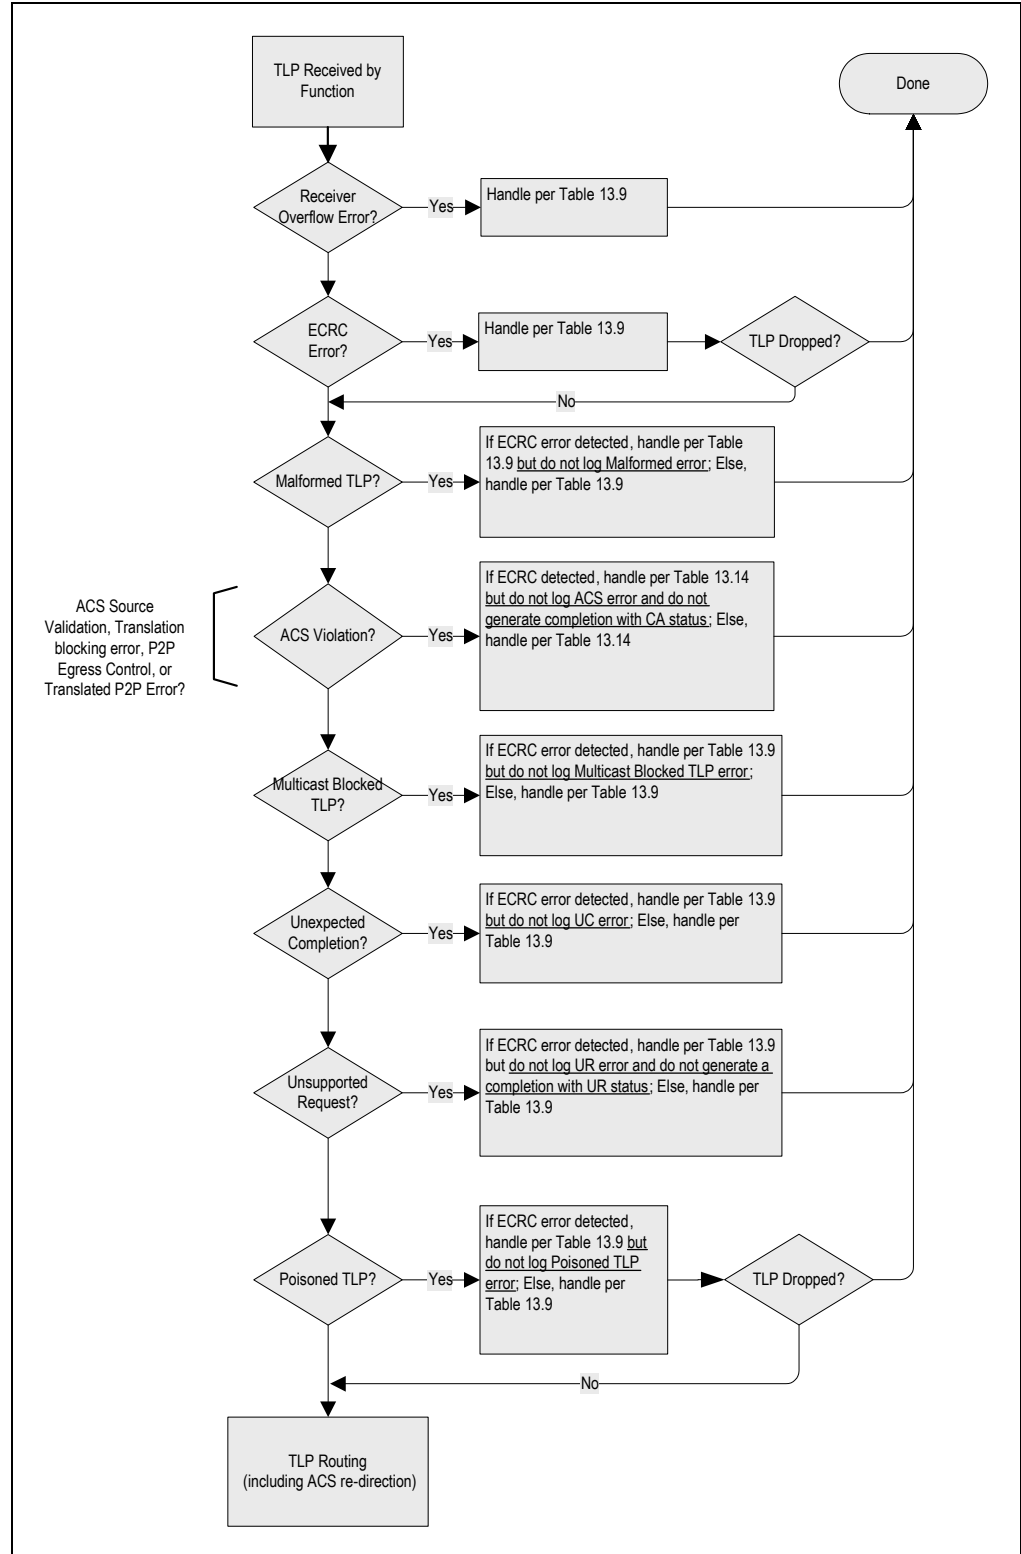 TLP Received by
Function
Done
Receiver
Overflow Error?
Yes
Handle per Table 13.9
ECRC
Error?
Yes
Handle per Table 13.9
TLP Dropped?
No
Malformed TLP?
Yes
If ECRC error detected, handle per Table
13.9 but do not log Malformed error; Else,
handle per Table 13.9
ACS Source
Validation, Translation
blocking error, P2P
Egress Control, or
Translated P2P Error?
ACS Violation?
Yes
If ECRC detected, handle per Table 13.14
but do not log ACS error and do not
generate completion with CA status; Else,
handle per Table 13.14
Multicast Blocked
TLP?
Yes
If ECRC error detected, handle per Table 13.9
but do not log Multicast Blocked TLP error;
Else, handle per Table 13.9
Unexpected
Completion?
Yes
If ECRC error detected, handle per Table 13.9
but do not log UC error; Else, handle per
Table 13.9
Unsupported
Request?
Yes
If ECRC error detected, handle per Table 13.9
but do not log UR error and do not generate a
completion with UR status; Else, handle per
Table 13.9
Poisoned TLP?
Yes
If ECRC error detected,
handle per Table 13.9 but
do not log Poisoned TLP
error; Else, handle per
Table 13.9
TLP Dropped?
No
TLP Routing
(including ACS re-direction)